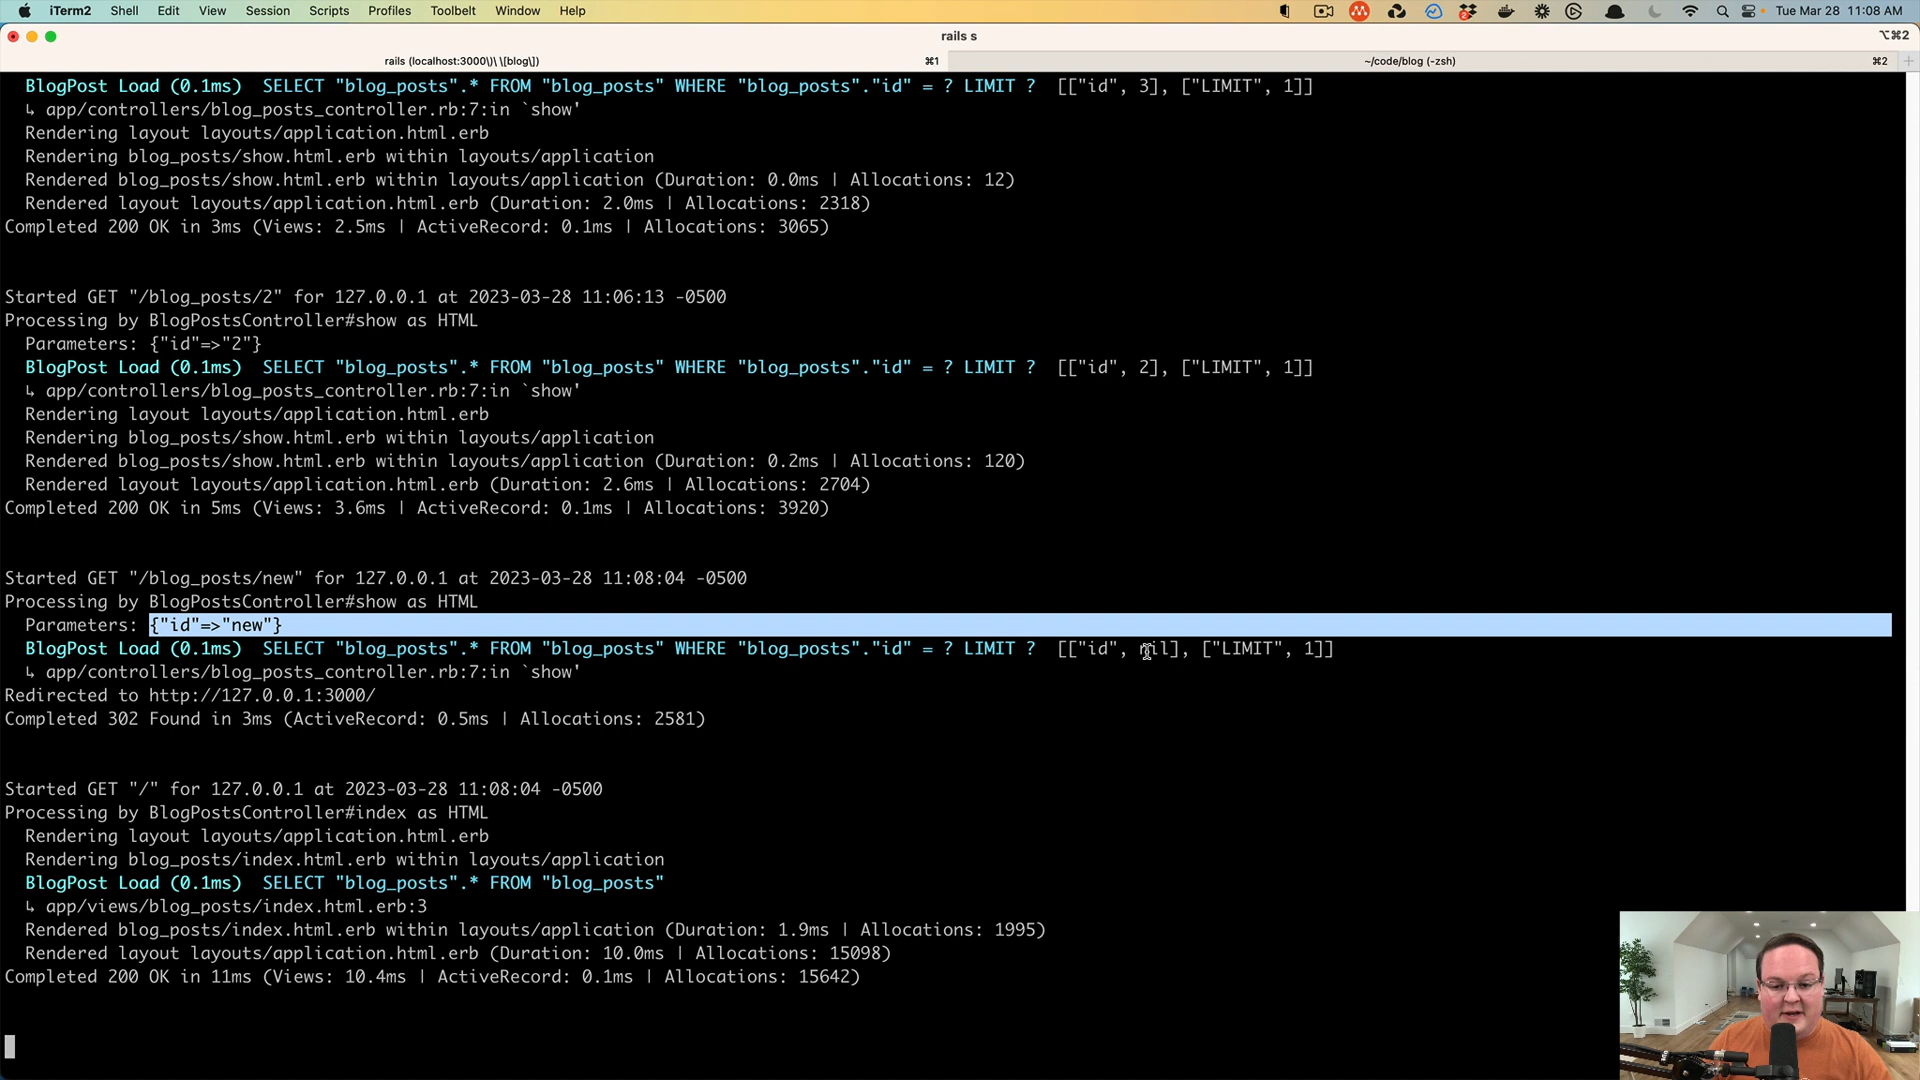 iTerm2 Shell Edit View Session Scripts Profiles Toolbelt Window Help Tue Mar 28 11:08 AM
rails s ⌥⌘2
rails (localhost:3000\)\ \[blog\]) ⌘1 ~/code/blog (-zsh) ⌘2
BlogPost Load (0.1ms) SELECT "blog_posts".* FROM "blog_posts" WHERE "blog_posts"."id" = ? LIMIT ? [["id", 3], ["LIMIT", 1]]
↳ app/controllers/blog_posts_controller.rb:7:in `show'
Rendering layout layouts/application.html.erb
Rendering blog_posts/show.html.erb within layouts/application
Rendered blog_posts/show.html.erb within layouts/application (Duration: 0.0ms | Allocations: 12)
Rendered layout layouts/application.html.erb (Duration: 2.0ms | Allocations: 2318)
Completed 200 OK in 3ms (Views: 2.5ms | ActiveRecord: 0.1ms | Allocations: 3065)
Started GET "/blog_posts/2" for 127.0.0.1 at 2023-03-28 11:06:13 -0500
Processing by BlogPostsController#show as HTML
Parameters: {"id"=>"2"}
BlogPost Load (0.1ms) SELECT "blog_posts".* FROM "blog_posts" WHERE "blog_posts"."id" = ? LIMIT ? [["id", 2], ["LIMIT", 1]]
↳ app/controllers/blog_posts_controller.rb:7:in `show'
Rendering layout layouts/application.html.erb
Rendering blog_posts/show.html.erb within layouts/application
Rendered blog_posts/show.html.erb within layouts/application (Duration: 0.2ms | Allocations: 120)
Rendered layout layouts/application.html.erb (Duration: 2.6ms | Allocations: 2704)
Completed 200 OK in 5ms (Views: 3.6ms | ActiveRecord: 0.1ms | Allocations: 3920)
Started GET "/blog_posts/new" for 127.0.0.1 at 2023-03-28 11:08:04 -0500
Processing by BlogPostsController#show as HTML
Parameters: {"id"=>"new"}
BlogPost Load (0.1ms) SELECT "blog_posts".* FROM "blog_posts" WHERE "blog_posts"."id" = ? LIMIT ? [["id", nil], ["LIMIT", 1]]
↳ app/controllers/blog_posts_controller.rb:7:in `show'
Redirected to http://127.0.0.1:3000/
Completed 302 Found in 3ms (ActiveRecord: 0.5ms | Allocations: 2581)
Started GET "/" for 127.0.0.1 at 2023-03-28 11:08:04 -0500
Processing by BlogPostsController#index as HTML
Rendering layout layouts/application.html.erb
Rendering blog_posts/index.html.erb within layouts/application
BlogPost Load (0.1ms) SELECT "blog_posts".* FROM "blog_posts"
↳ app/views/blog_posts/index.html.erb:3
Rendered blog_posts/index.html.erb within layouts/application (Duration: 1.9ms | Allocations: 1995)
Rendered layout layouts/application.html.erb (Duration: 10.0ms | Allocations: 15098)
Completed 200 OK in 11ms (Views: 10.4ms | ActiveRecord: 0.1ms | Allocations: 15642)